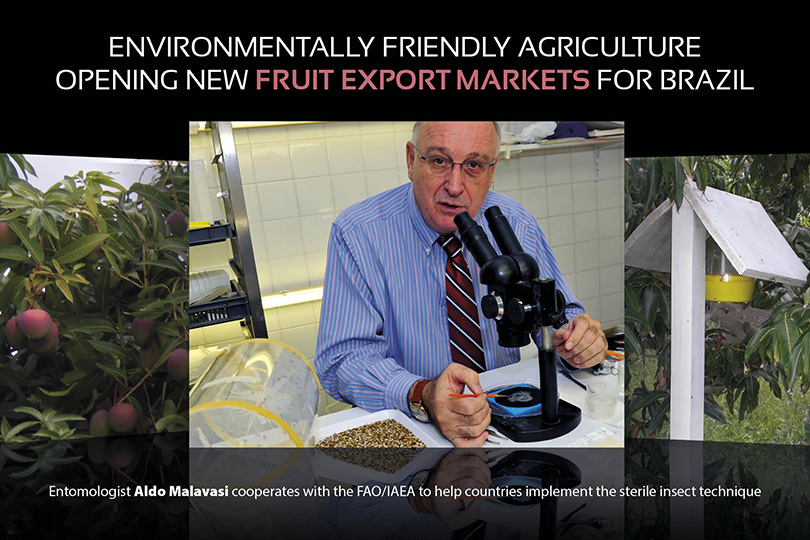 ENVIRONMENTALLY FRIENDLY AGRICULTURE
OPENING NEW FRUIT EXPORT MARKETS FOR BRAZIL
Entomologist Aldo Malavasi cooperates with the FAO/IAEA to help countries implement the sterile insect technique